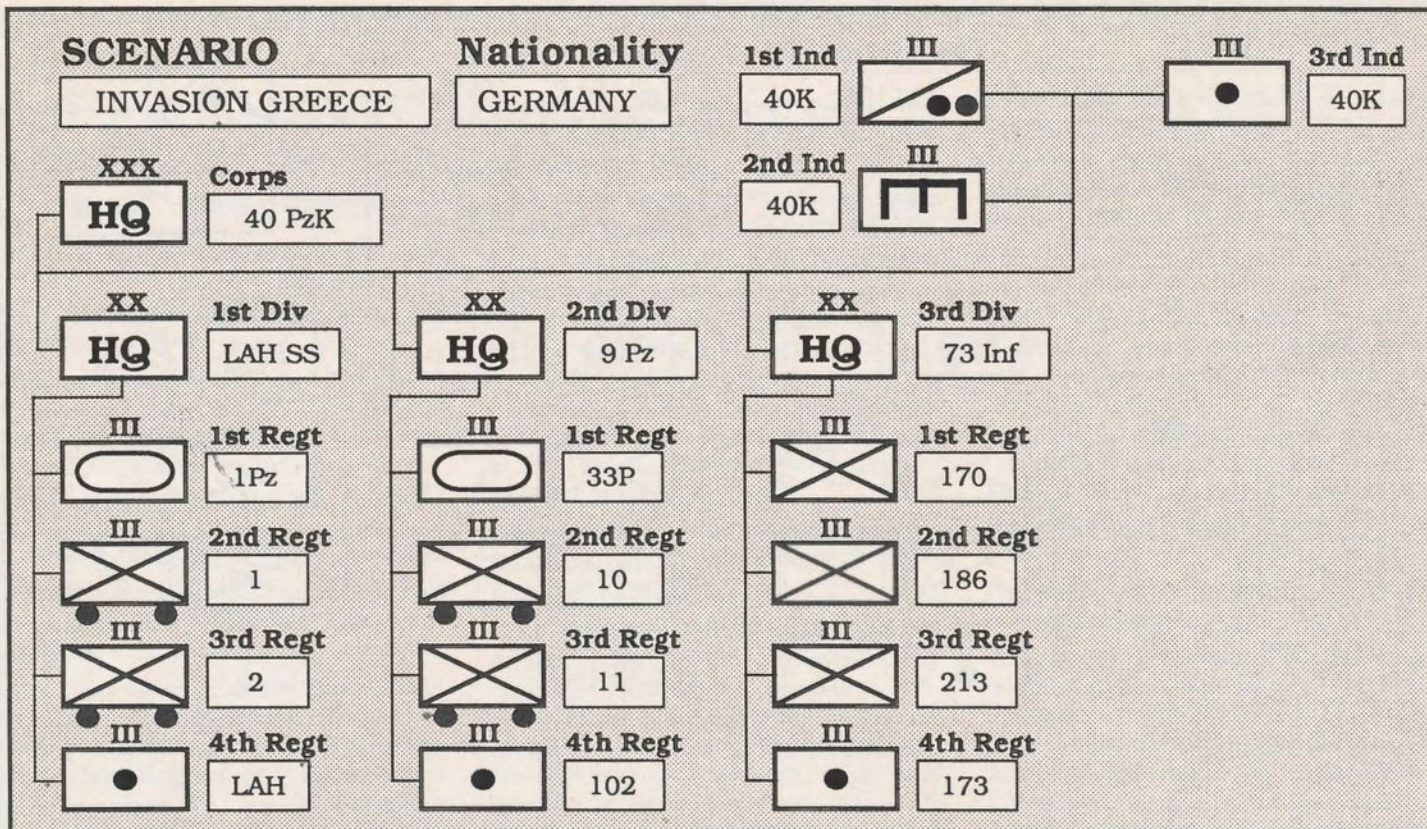 SCENARIO
INVASION GREECE
Nationality
GERMANY
1st Ind
40K
III
III
3rd Ind
40K
2nd Ind
40K
III
XXX
HQ
Corps
40 PzK
XX
HQ
1st Div
LAH SS
XX
HQ
2nd Div
9 Pz
XX
HQ
3rd Div
73 Inf
III
1st Regt
1Pz
III
1st Regt
33P
III
1st Regt
170
III
2nd Regt
1
III
2nd Regt
10
III
2nd Regt
186
III
3rd Regt
2
III
3rd Regt
11
III
3rd Regt
213
III
4th Regt
LAH
III
4th Regt
102
III
4th Regt
173